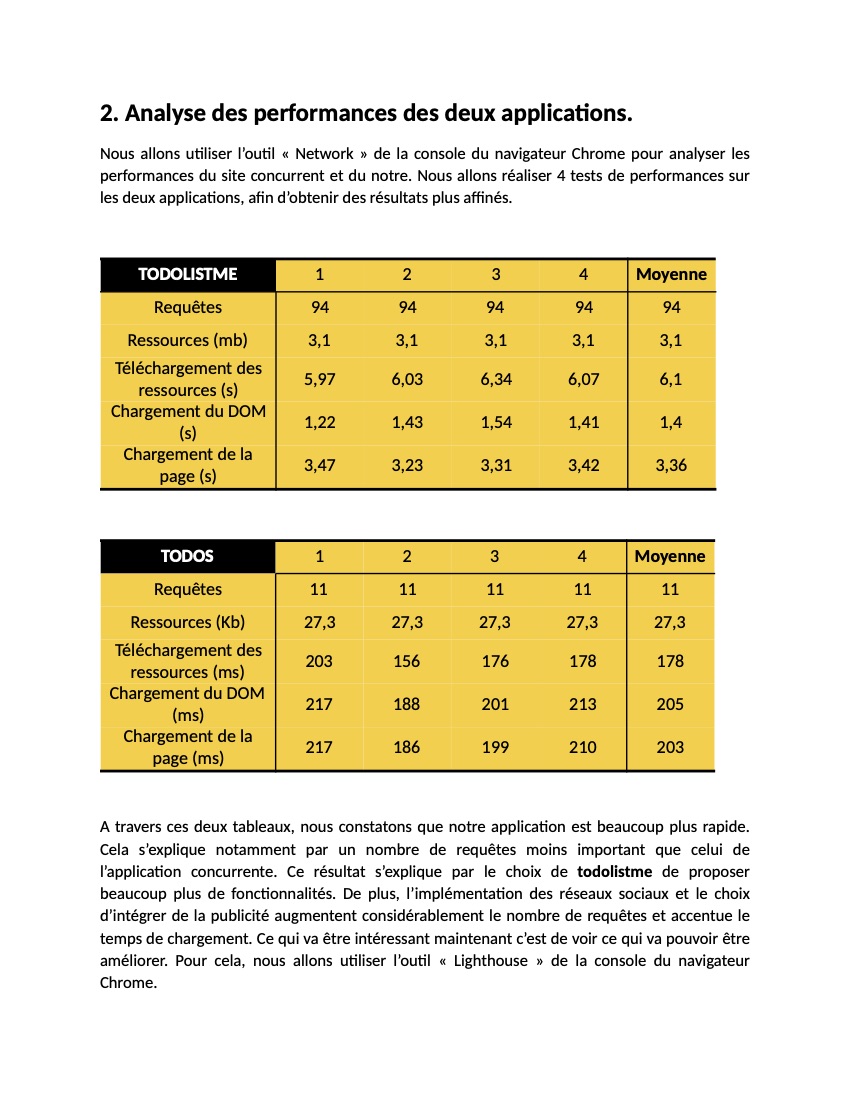 2. Analyse des performances des deux applications.
Nous allons utiliser l’outil « Network » de la console du navigateur Chrome pour analyser les
performances du site concurrent et du notre. Nous allons réaliser 4 tests de performances sur
les deux applications, afin d’obtenir des résultats plus affinés.
TODOLISTME 1 2 3 4 Moyenne
Requêtes 94 94 94 94 94
Ressources (mb) 3,1 3,1 3,1 3,1 3,1
Téléchargement des
ressources (s) 5,97 6,03 6,34 6,07 6,1
Chargement du DOM
(s) 1,22 1,43 1,54 1,41 1,4
Chargement de la
page (s) 3,47 3,23 3,31 3,42 3,36
TODOS 1 2 3 4 Moyenne
Requêtes 11 11 11 11 11
Ressources (Kb) 27,3 27,3 27,3 27,3 27,3
Téléchargement des
ressources (ms) 203 156 176 178 178
Chargement du DOM
(ms) 217 188 201 213 205
Chargement de la
page (ms) 217 186 199 210 203
A travers ces deux tableaux, nous constatons que notre application est beaucoup plus rapide.
Cela s’explique notamment par un nombre de requêtes moins important que celui de
l’application concurrente. Ce résultat s’explique par le choix de todolistme de proposer
beaucoup plus de fonctionnalités. De plus, l’implémentation des réseaux sociaux et le choix
d’intégrer de la publicité augmentent considérablement le nombre de requêtes et accentue le
temps de chargement. Ce qui va être intéressant maintenant c’est de voir ce qui va pouvoir être
améliorer. Pour cela, nous allons utiliser l’outil « Lighthouse » de la console du navigateur
Chrome.